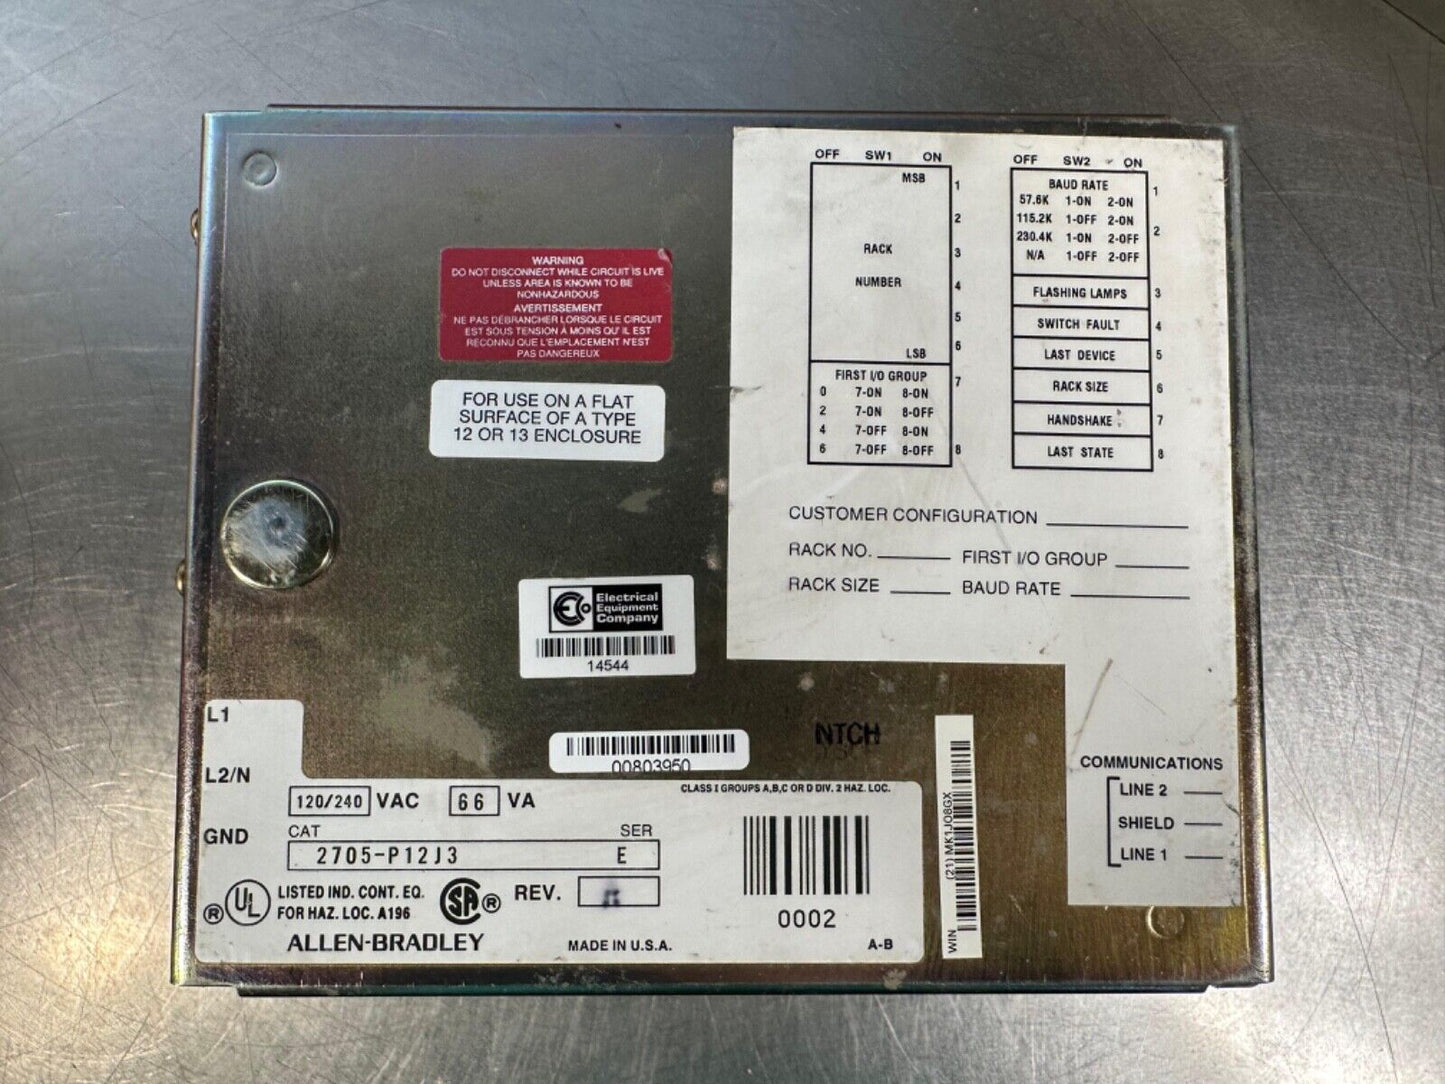 OFF SW1 ON
MSB
1
2
RACK
3
NUMBER
4
5
6
LSB
FIRST I/O GROUP
7
0 7-ON 8-ON
2 7-ON 8-OFF
4 7-OFF 8-ON
6 7-OFF 8-OFF
8
OFF SW2 ON
BAUD RATE
1
57.6K 1-ON 2-ON
115.2K 1-OFF 2-ON
2
230.4K 1-ON 2-OFF
N/A 1-OFF 2-OFF
FLASHING LAMPS 3
SWITCH FAULT 4
LAST DEVICE 5
RACK SIZE 6
HANDSHAKE 7
LAST STATE 8
WARNING
DO NOT DISCONNECT WHILE CIRCUIT IS LIVE
UNLESS AREA IS KNOWN TO BE
NONHAZARDOUS
AVERTISSEMENT
NE PAS DÉBRANCHER LORSQUE LE CIRCUIT
EST SOUS TENSION À MOINS QU' IL EST
RECONNU QUE L'EMPLACEMENT N'EST
PAS DANGEREUX
FOR USE ON A FLAT
SURFACE OF A TYPE
12 OR 13 ENCLOSURE
CUSTOMER CONFIGURATION
RACK NO. FIRST I/O GROUP
RACK SIZE BAUD RATE
Electrical
Equipment
Company
14544
00803950
NTCH
COMMUNICATIONS
LINE 2
SHIELD
LINE 1
WIN (21) MK1J08GX
L1
L2/N
GND
CLASS I GROUPS A,B,C OR D DIV. 2 HAZ. LOC.
120/240 VAC 66 VA
CAT SER
2705-P12J3 E
UL ® LISTED IND. CONT. EQ.
FOR HAZ. LOC. A196
SA ®
REV.
ALLEN-BRADLEY
MADE IN U.S.A.
0002
A-B